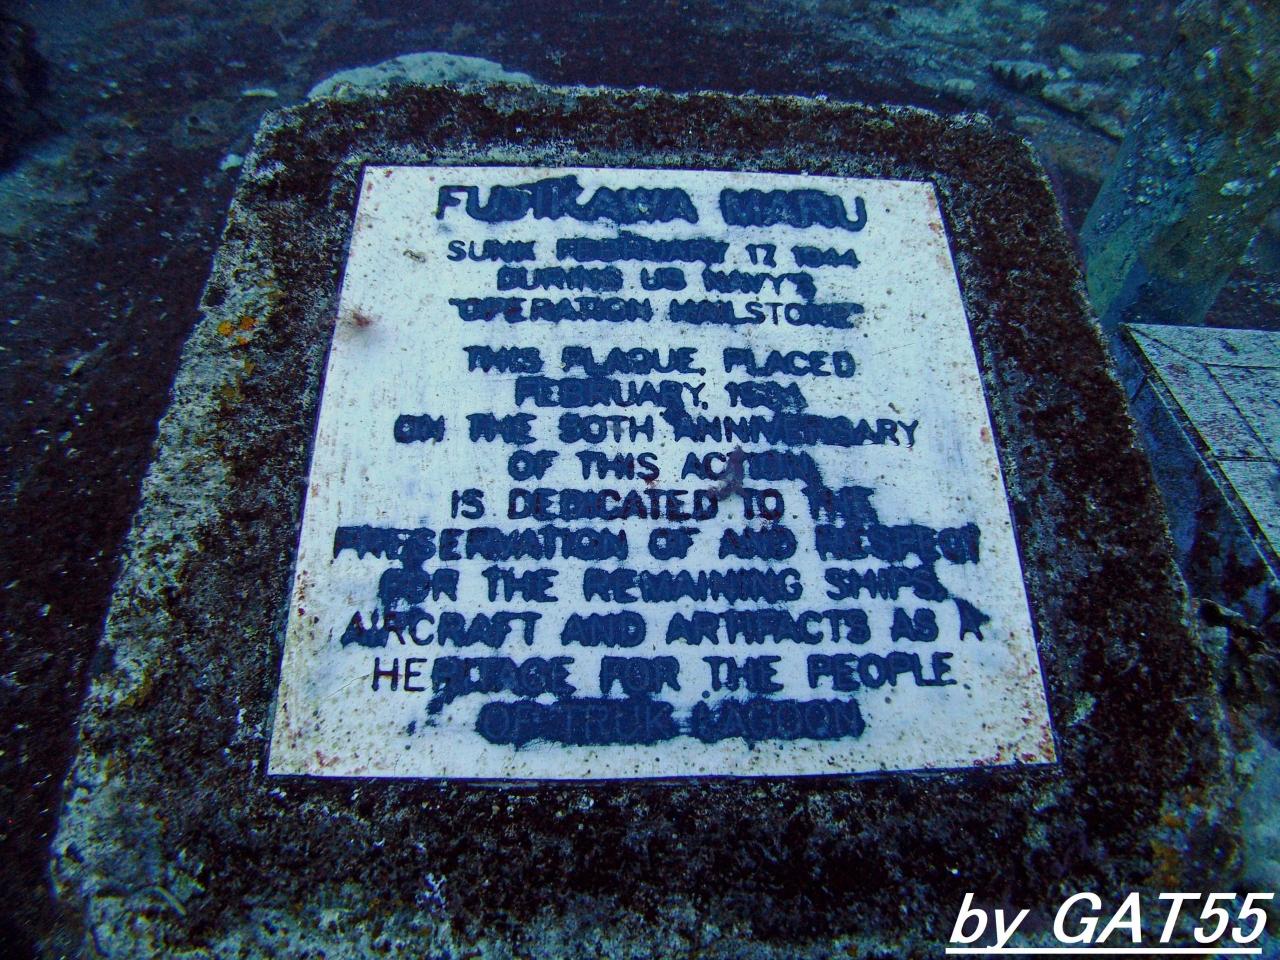 FUJIKAWA MARU
SUNK FEBRUARY 17 1944
DURING US NAVY'S
"OPERATION HAILSTONE"
THIS PLAQUE, PLACED
FEBRUARY, 1994
ON THE 50TH ANNIVERSARY
OF THIS ACTION,
IS DEDICATED TO THE
PRESERVATION OF AND RESPECT
FOR THE REMAINING SHIPS,
AIRCRAFT AND ARTIFACTS AS A
HERITAGE FOR THE PEOPLE
OF TRUK LAGOON
by GAT55